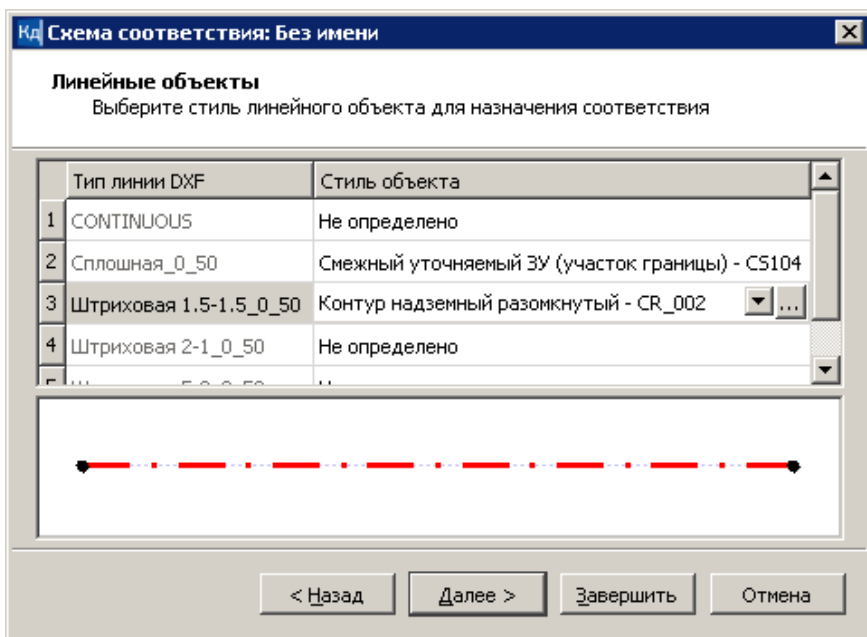 Кд Схема соответствия: Без имени
Линейные объекты
Выберите стиль линейного объекта для назначения соответствия
Тип линии DXF Стиль объекта
1 CONTINUOUS Не определено
2 Сплошная_0_50 Смежный уточняемый ЗУ (участок границы) - CS104
3 Штриховая 1.5-1.5_0_50 Контур надземный разомкнутый - CR_002 ...
4 Штриховая 2-1_0_50 Не определено
< Назад Далее > Завершить Отмена